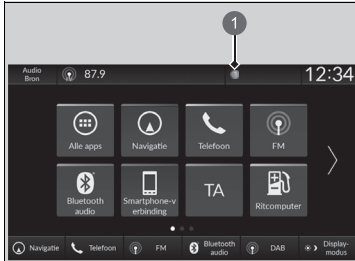 1
Audio
Bron
87.9
12:34
Alle apps
Navigatie
Telefoon
FM
Bluetooth
audio
Smartphone-v
erbinding
TA
Ritcomputer
Navigatie
Telefoon
FM
Bluetooth
audio
DAB
Display-
modus